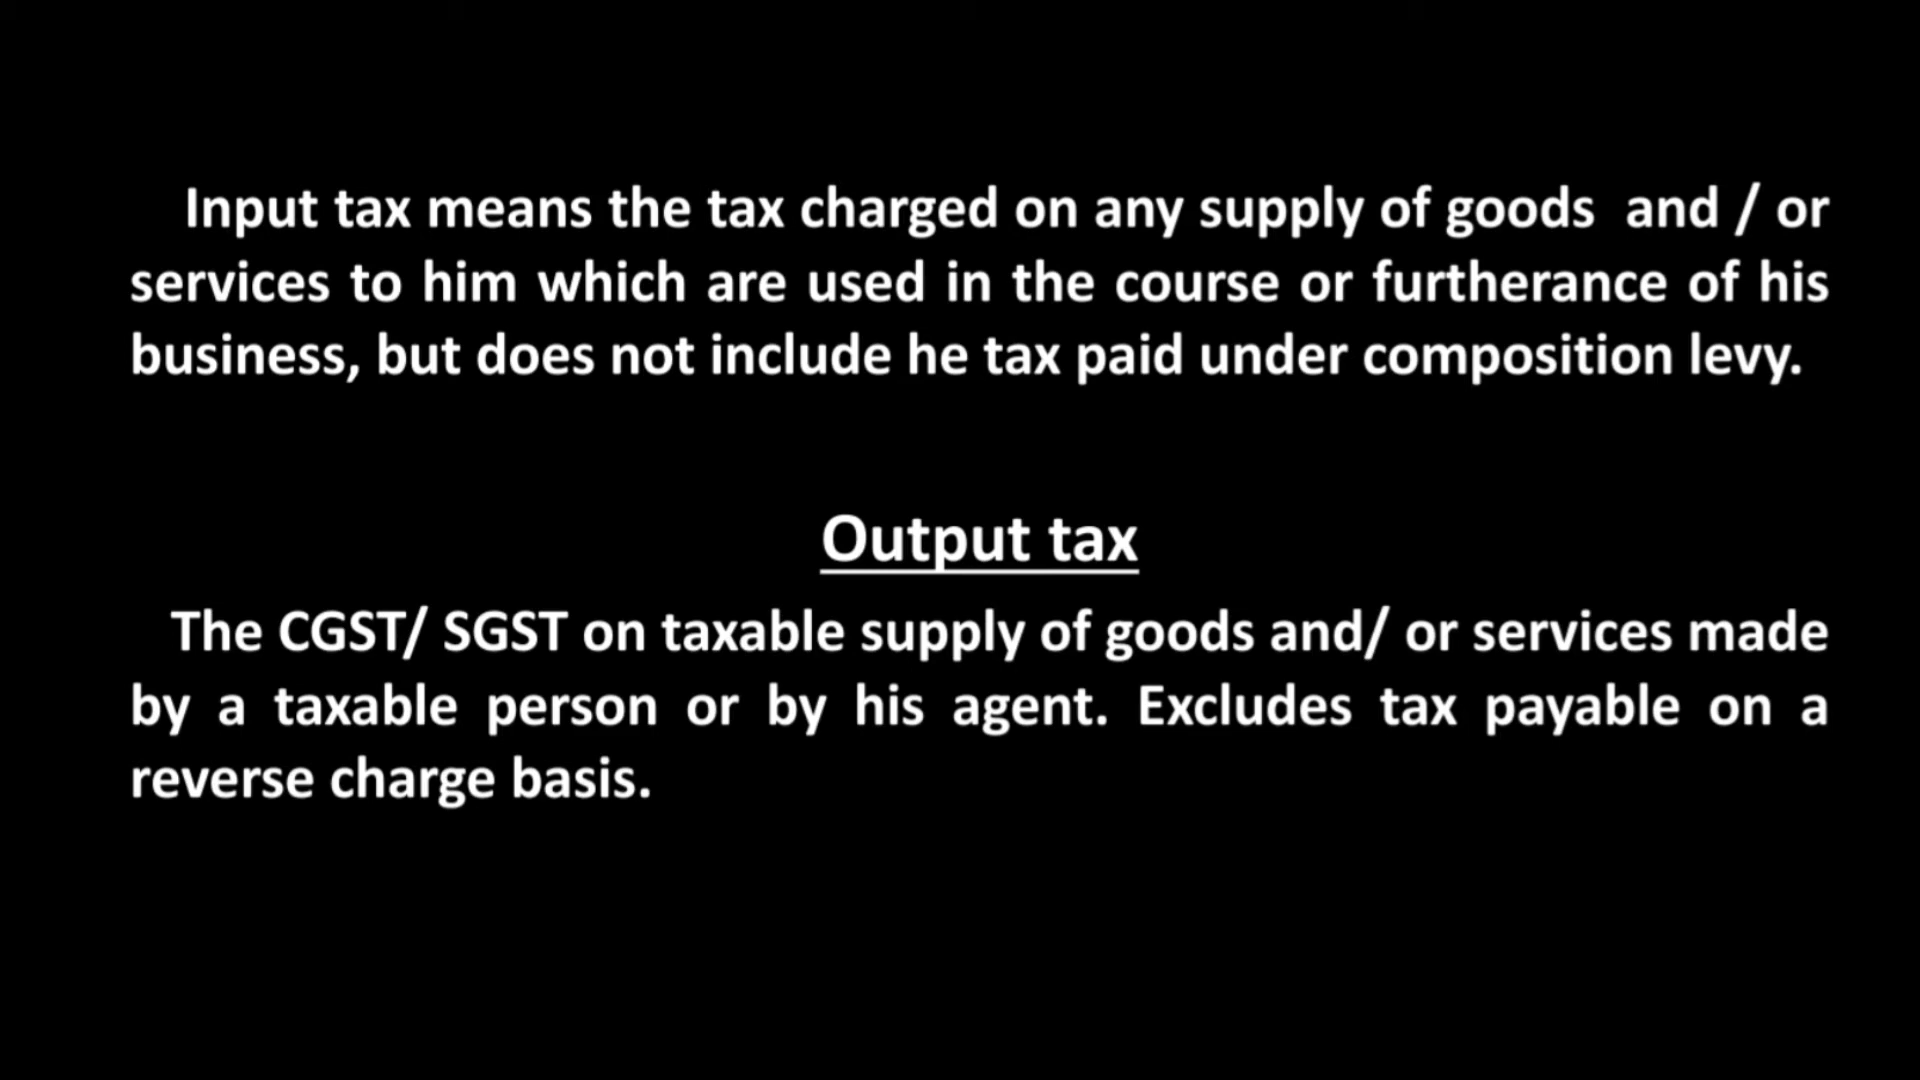 Input tax means the tax charged on any supply of goods and / or
services to him which are used in the course or furtherance of his
business, but does not include he tax paid under composition levy.
Output tax
The CGST/ SGST on taxable supply of goods and/ or services made
by a taxable person or by his agent. Excludes tax payable on a
reverse charge basis.